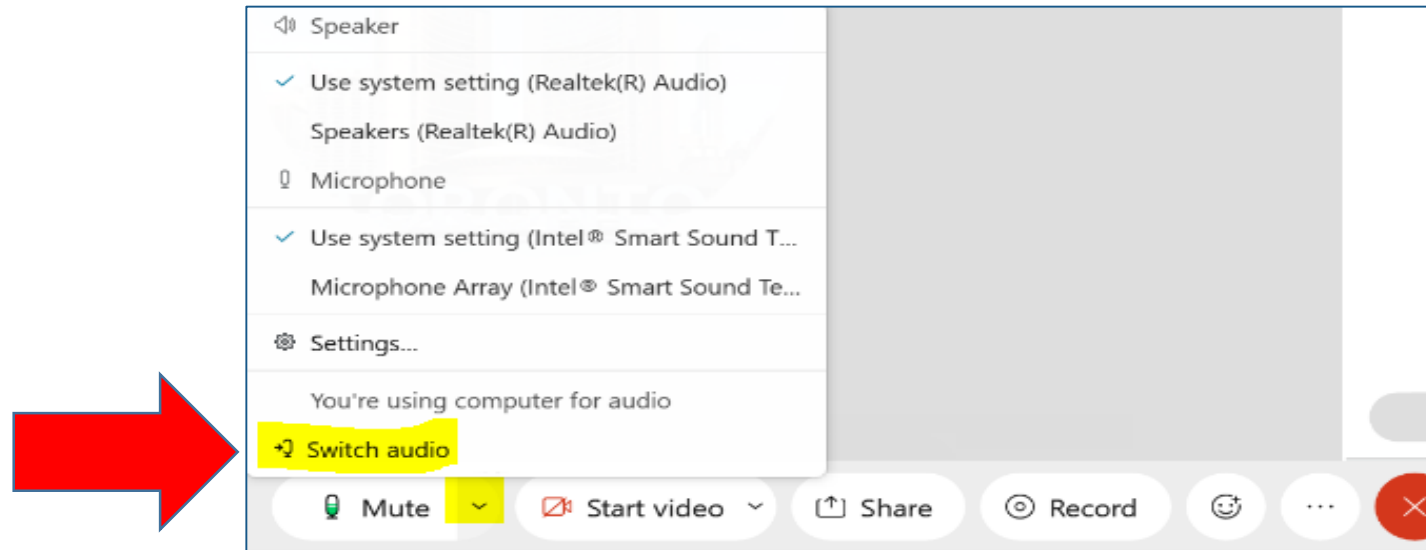 Speaker
Use system setting (Realtek(R) Audio)
Speakers (Realtek(R) Audio)
Microphone
Use system setting (Intel® Smart Sound T...
Microphone Array (Intel® Smart Sound Te...
Settings...
You're using computer for audio
Switch audio
Mute Start video Share Record ...